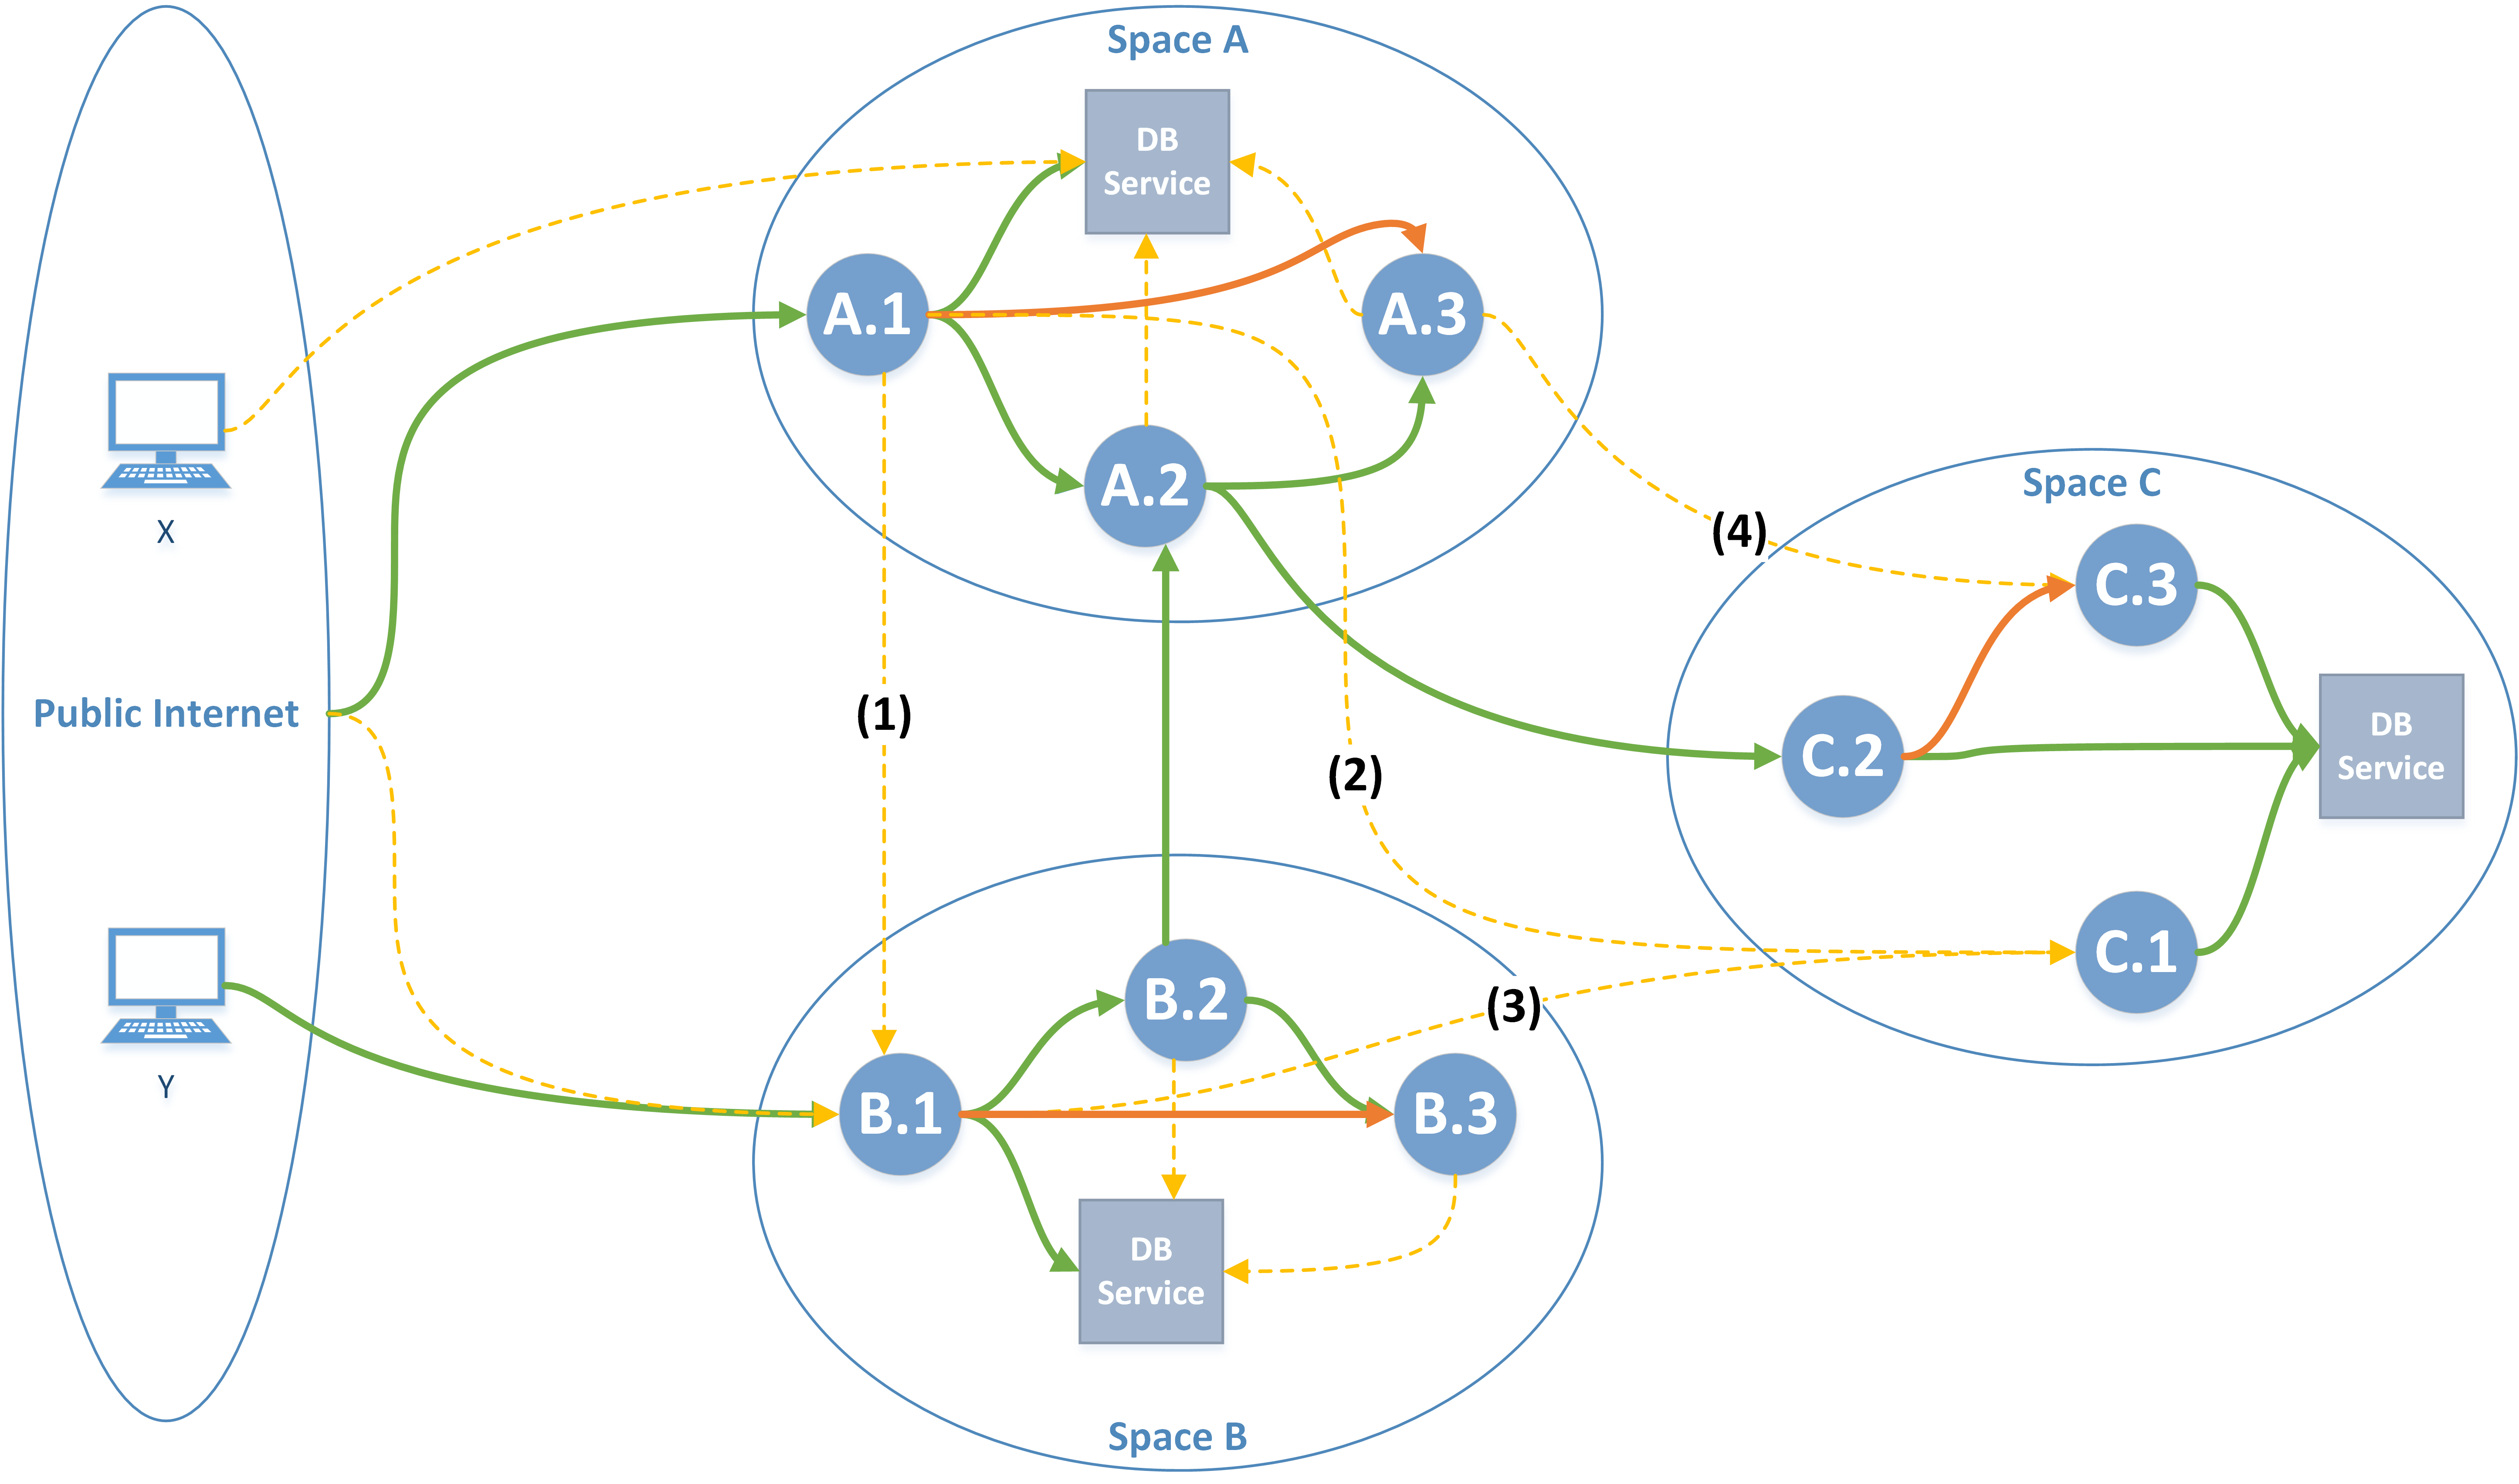 Space A
DB
Service
A.1
A.3
A.2
X
Public Internet
Y
(1)
(2)
(3)
(4)
Space C
C.3
C.2
DB
Service
C.1
B.2
B.1
B.3
DB
Service
Space B